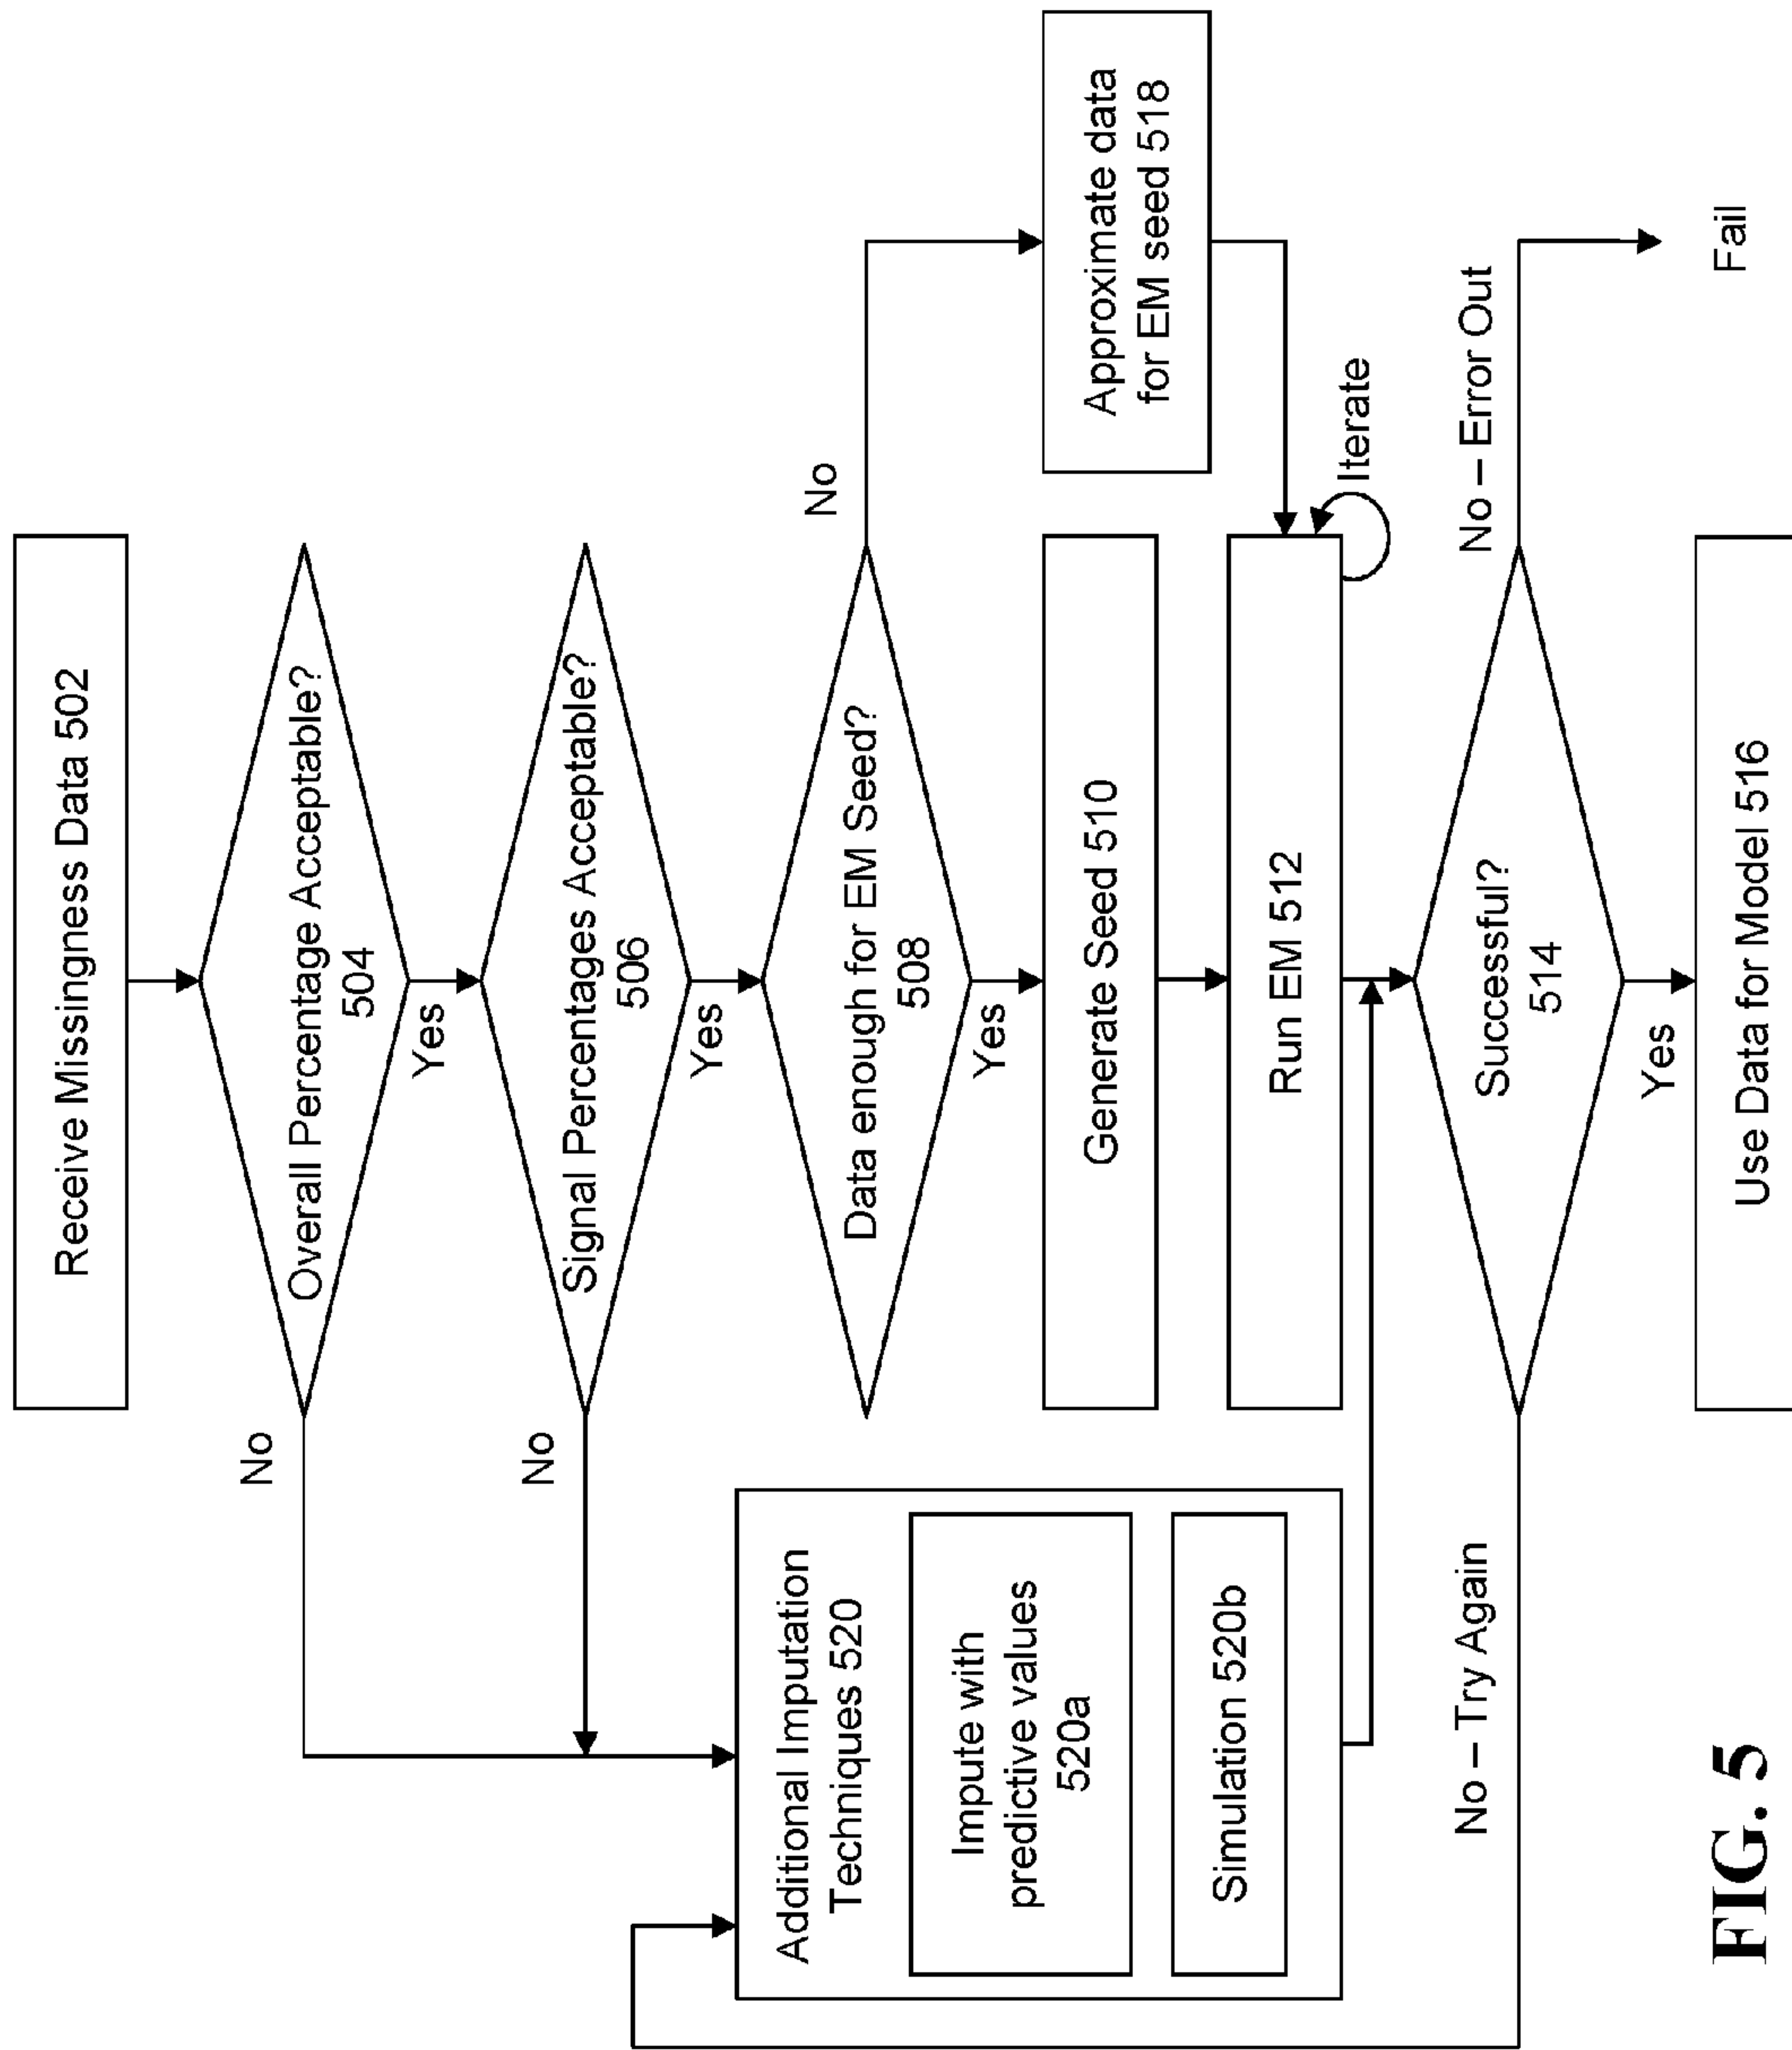 Receive Missingness Data 502
Overall Percentage Acceptable?
504
No
Yes
Signal Percentages Acceptable?
506
No
Yes
Data enough for EM Seed?
508
No
Yes
Additional Imputation
Techniques 520
Impute with
predictive values
520a
Simulation 520b
Generate Seed 510
Approximate data
for EM seed 518
Run EM 512
Iterate
Successful?
514
No – Try Again
No – Error Out
Yes
Use Data for Model 516
Fail
FIG. 5